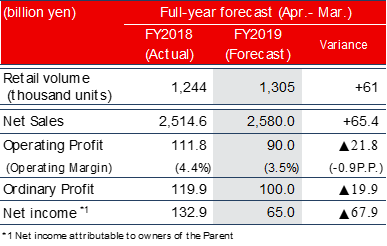 (billion yen) Full-year forecast (Apr.- Mar.)
FY2018 FY2019 Variance
(Actual) (Forecast)
Retail volume
(thousand units) 1,244 1,305 +61
Net Sales 2,514.6 2,580.0 +65.4
Operating Profit 111.8 90.0 ▲21.8
(Operating Margin) (4.4%) (3.5%) (-0.9P.P.)
Ordinary Profit 119.9 100.0 ▲19.9
Net income *1 132.9 65.0 ▲67.9
*1 Net income attributable to owners of the Parent